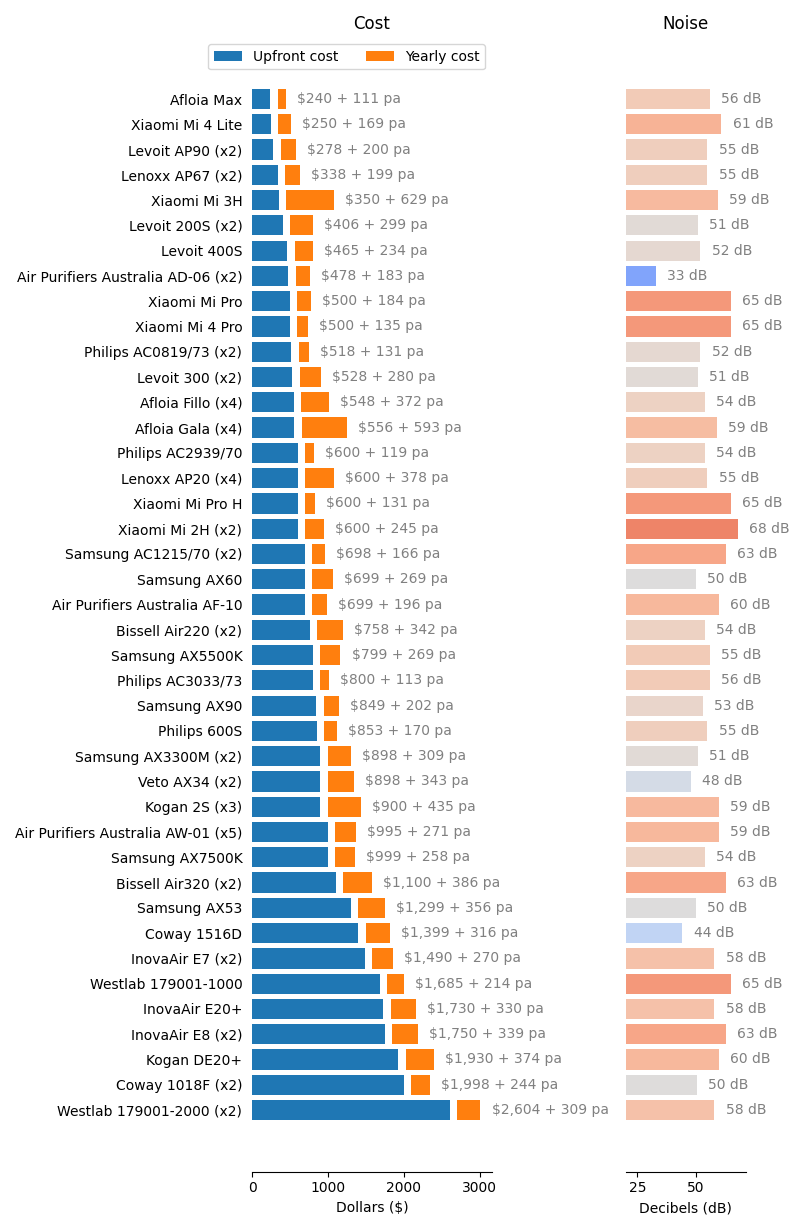 Cost Noise
Upfront cost Yearly cost
Afloia Max $240 + 111 pa 56 dB
Xiaomi Mi 4 Lite $250 + 169 pa 61 dB
Levoit AP90 (x2) $278 + 200 pa 55 dB
Lenoxx AP67 (x2) $338 + 199 pa 55 dB
Xiaomi Mi 3H $350 + 629 pa 59 dB
Levoit 200S (x2) $406 + 299 pa 51 dB
Levoit 400S $465 + 234 pa 52 dB
Air Purifiers Australia AD-06 (x2) $478 + 183 pa 33 dB
Xiaomi Mi Pro $500 + 184 pa 65 dB
Xiaomi Mi 4 Pro $500 + 135 pa 65 dB
Philips AC0819/73 (x2) $518 + 131 pa 52 dB
Levoit 300 (x2) $528 + 280 pa 51 dB
Afloia Fillo (x4) $548 + 372 pa 54 dB
Afloia Gala (x4) $556 + 593 pa 59 dB
Philips AC2939/70 $600 + 119 pa 54 dB
Lenoxx AP20 (x4) $600 + 378 pa 55 dB
Xiaomi Mi Pro H $600 + 131 pa 65 dB
Xiaomi Mi 2H (x2) $600 + 245 pa 68 dB
Samsung AC1215/70 (x2) $698 + 166 pa 63 dB
Samsung AX60 $699 + 269 pa 50 dB
Air Purifiers Australia AF-10 $699 + 196 pa 60 dB
Bissell Air220 (x2) $758 + 342 pa 54 dB
Samsung AX5500K $799 + 269 pa 55 dB
Philips AC3033/73 $800 + 113 pa 56 dB
Samsung AX90 $849 + 202 pa 53 dB
Philips 600S $853 + 170 pa 55 dB
Samsung AX3300M (x2) $898 + 309 pa 51 dB
Veto AX34 (x2) $898 + 343 pa 48 dB
Kogan 2S (x3) $900 + 435 pa 59 dB
Air Purifiers Australia AW-01 (x5) $995 + 271 pa 59 dB
Samsung AX7500K $999 + 258 pa 54 dB
Bissell Air320 (x2) $1,100 + 386 pa 63 dB
Samsung AX53 $1,299 + 356 pa 50 dB
Coway 1516D $1,399 + 316 pa 44 dB
InovaAir E7 (x2) $1,490 + 270 pa 58 dB
Westlab 179001-1000 $1,685 + 214 pa 65 dB
InovaAir E20+ $1,730 + 330 pa 58 dB
InovaAir E8 (x2) $1,750 + 339 pa 63 dB
Kogan DE20+ $1,930 + 374 pa 60 dB
Coway 1018F (x2) $1,998 + 244 pa 50 dB
Westlab 179001-2000 (x2) $2,604 + 309 pa 58 dB
0 1000 2000 3000 25 50
Dollars ($) Decibels (dB)